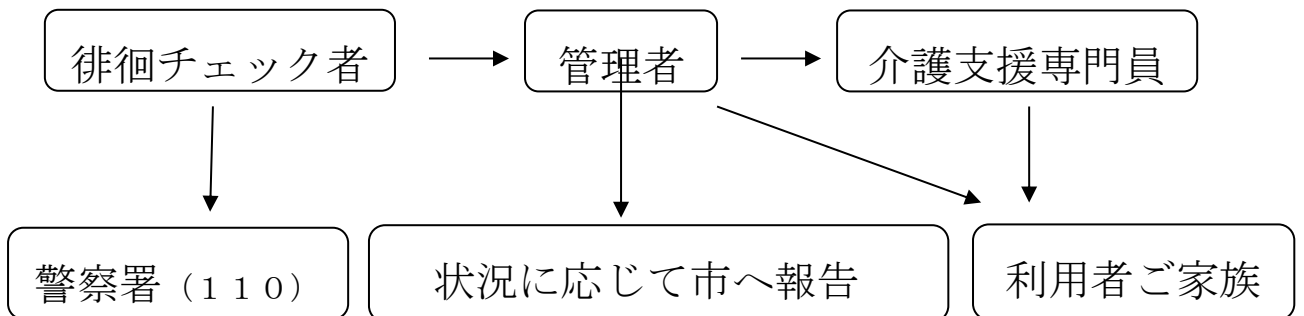 徘徊チェック者
管理者
介護支援専門員
警察署（１１０）
状況に応じて市へ報告
利用者ご家族